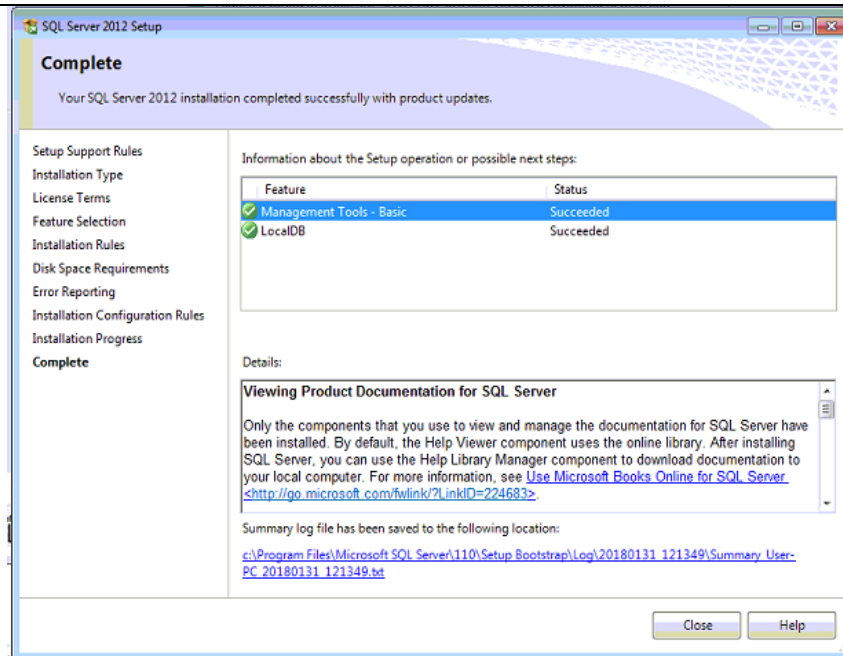 SQL Server 2012 Setup
Complete
Your SQL Server 2012 installation completed successfully with product updates.
Setup Support Rules
Installation Type
License Terms
Feature Selection
Installation Rules
Disk Space Requirements
Error Reporting
Installation Configuration Rules
Installation Progress
Complete
Information about the Setup operation or possible next steps:
Feature Status
Management Tools - Basic Succeeded
LocalDB Succeeded
Details:
Viewing Product Documentation for SQL Server
Only the components that you use to view and manage the documentation for SQL Server have
been installed. By default, the Help Viewer component uses the online library. After installing
SQL Server, you can use the Help Library Manager component to download documentation to
your local computer. For more information, see Use Microsoft Books Online for SQL Server
<http://go.microsoft.com/fwlink/?LinkID=224683>.
Summary log file has been saved to the following location:
c:\Program Files\Microsoft SQL Server\110\Setup Bootstrap\Log\20180131_121349\Summary_User-
PC_20180131_121349.txt
Close Help